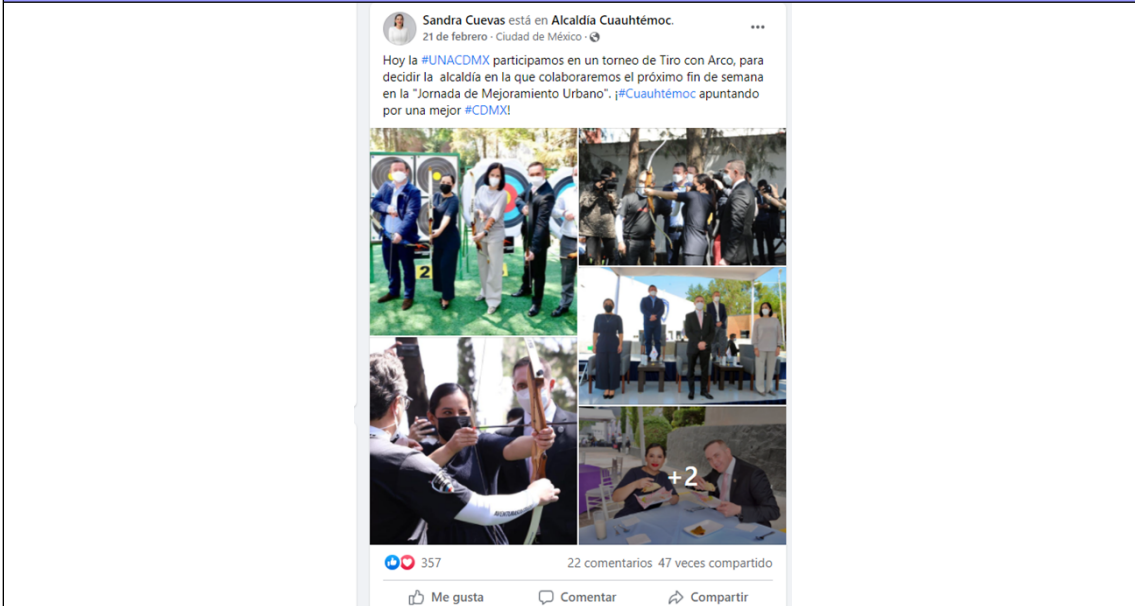 Sandra Cuevas está en Alcaldía Cuauhtémoc.
21 de febrero · Ciudad de México ·
Hoy la #UNACDMX participamos en un torneo de Tiro con Arco, para
decidir la alcaldía en la que colaboraremos el próximo fin de semana
en la "Jornada de Mejoramiento Urbano". ¡#Cuauhtémoc apuntando
por una mejor #CDMX!
2
+2
357
22 comentarios 47 veces compartido
Me gusta
Comentar
Compartir